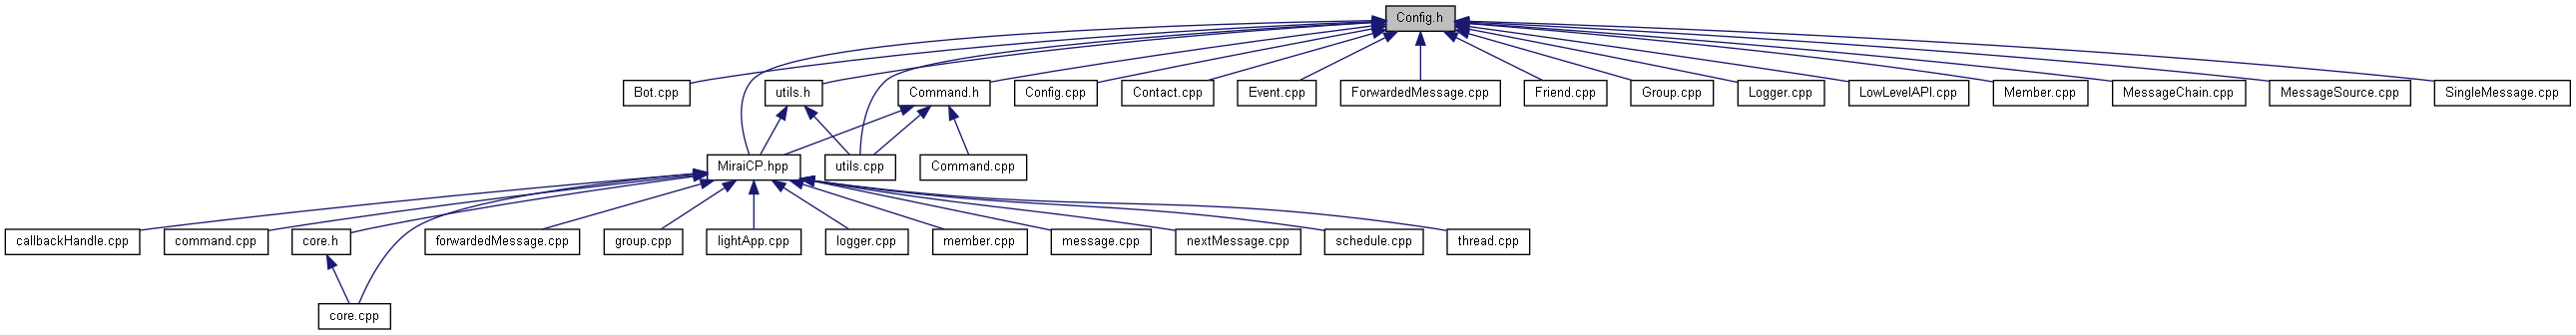 Config.h
Bot.cpp
utils.h
Command.h
Config.cpp
Contact.cpp
Event.cpp
ForwardedMessage.cpp
Friend.cpp
Group.cpp
Logger.cpp
LowLevelAPI.cpp
Member.cpp
MessageChain.cpp
MessageSource.cpp
SingleMessage.cpp
MiraiCP.hpp
utils.cpp
Command.cpp
callbackHandle.cpp
command.cpp
core.h
forwardedMessage.cpp
group.cpp
lightApp.cpp
logger.cpp
member.cpp
message.cpp
nextMessage.cpp
schedule.cpp
thread.cpp
core.cpp